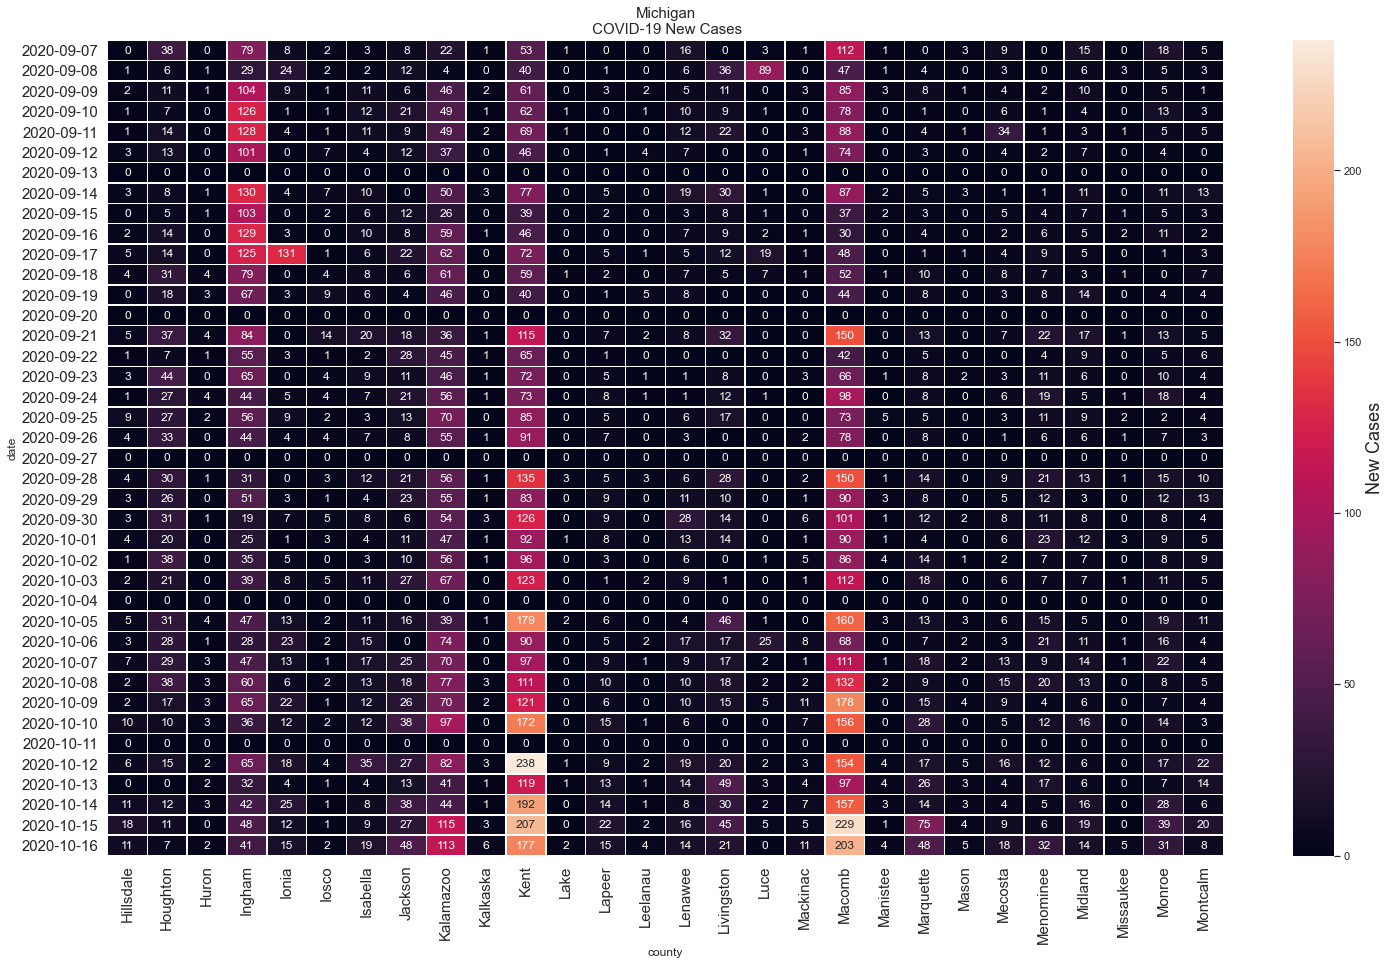 Michigan
COVID-19 New Cases
2020-09-07 0 38 0 79 8 2 3 8 22 1 53 1 0 0 16 0 3 1 112 1 0 3 9 0 15 0 18 5
2020-09-08 1 6 1 29 24 2 2 12 4 0 40 0 1 0 6 36 89 0 47 1 4 0 3 0 6 3 5 3
2020-09-09 2 11 1 104 9 1 11 6 46 2 61 0 3 2 5 11 0 3 85 3 8 1 4 2 10 0 5 1
2020-09-10 1 7 0 126 1 1 12 21 49 1 62 1 0 1 10 9 1 0 78 0 1 0 6 1 4 0 13 3
2020-09-11 1 14 0 128 4 1 11 9 49 2 69 1 0 0 12 22 0 3 88 0 4 1 34 1 3 1 5 5
2020-09-12 3 13 0 101 0 7 4 12 37 0 46 0 1 4 7 0 0 1 74 0 3 0 4 2 7 0 4 0
2020-09-13 0 0 0 0 0 0 0 0 0 0 0 0 0 0 0 0 0 0 0 0 0 0 0 0 0 0 0 0
2020-09-14 3 8 1 130 4 7 10 0 50 3 77 0 5 0 19 30 1 0 87 2 5 3 1 1 11 0 11 13
2020-09-15 0 5 1 103 0 2 6 12 26 0 39 0 2 0 3 8 1 0 37 2 3 0 5 4 7 1 5 3
2020-09-16 2 14 0 129 3 0 10 8 59 1 46 0 0 0 7 9 2 1 30 0 4 0 2 6 5 2 11 2
2020-09-17 5 14 0 125 131 1 6 22 62 0 72 0 5 1 5 12 19 1 48 0 1 1 4 9 5 0 1 3
2020-09-18 4 31 4 79 0 4 8 6 61 0 59 1 2 0 7 5 7 1 52 1 10 0 8 7 3 1 0 7
2020-09-19 0 18 3 67 3 9 6 4 46 0 40 0 1 5 8 0 0 0 44 0 8 0 3 8 14 0 4 4
2020-09-20 0 0 0 0 0 0 0 0 0 0 0 0 0 0 0 0 0 0 0 0 0 0 0 0 0 0 0 0
2020-09-21 5 37 4 84 0 14 20 18 36 1 115 0 7 2 8 32 0 0 150 0 13 0 7 22 17 1 13 5
2020-09-22 1 7 1 55 3 1 2 28 45 1 65 0 1 0 0 0 0 0 42 0 5 0 0 4 9 0 5 6
2020-09-23 3 44 0 65 0 4 9 11 46 1 72 0 5 1 1 8 0 3 66 1 8 2 3 11 6 0 10 4
2020-09-24 1 27 4 44 5 4 7 21 56 1 73 0 8 1 1 12 1 0 98 0 8 0 6 19 5 1 18 4
2020-09-25 9 27 2 56 9 2 3 13 70 0 85 0 5 0 6 17 0 0 73 5 5 0 3 11 9 2 2 4
2020-09-26 4 33 0 44 4 4 7 8 55 1 91 0 7 0 3 0 0 2 78 0 8 0 1 6 6 1 7 3
2020-09-27 0 0 0 0 0 0 0 0 0 0 0 0 0 0 0 0 0 0 0 0 0 0 0 0 0 0 0 0
2020-09-28 4 30 1 31 0 3 12 21 56 1 135 3 5 3 6 28 0 2 150 1 14 0 9 21 13 1 15 10
2020-09-29 3 26 0 51 3 1 4 23 55 1 83 0 9 0 11 10 0 1 90 3 8 0 5 12 3 0 12 13
2020-09-30 3 31 1 19 7 5 8 6 54 3 126 0 9 0 28 14 0 6 101 1 12 2 8 11 8 0 8 4
2020-10-01 4 20 0 25 1 3 4 11 47 1 92 1 8 0 13 14 0 0 90 1 4 0 6 23 12 3 9 5
2020-10-02 1 38 0 35 5 0 3 10 56 1 96 0 3 0 6 0 1 5 86 4 14 1 2 7 7 0 8 9
2020-10-03 2 21 0 39 8 5 11 27 67 0 123 0 1 2 9 1 0 1 112 0 18 0 6 7 7 1 11 5
2020-10-04 0 0 0 0 0 0 0 0 0 0 0 0 0 0 0 0 0 0 0 0 0 0 0 0 0 0 0 0
2020-10-05 5 31 4 47 13 2 11 16 39 1 179 2 6 0 4 46 1 0 160 3 13 3 6 15 5 0 19 11
2020-10-06 3 28 1 28 23 2 15 0 74 0 90 0 5 2 17 17 25 8 68 0 7 2 3 21 11 1 16 4
2020-10-07 7 29 3 47 13 1 17 25 70 0 97 0 9 1 9 17 2 1 111 1 18 2 13 9 14 1 22 4
2020-10-08 2 38 3 60 6 2 13 18 77 3 111 0 10 0 10 18 2 2 132 2 9 0 15 20 13 0 8 5
2020-10-09 2 17 3 65 22 1 12 26 70 2 121 0 6 0 10 15 5 11 178 0 15 4 9 4 6 0 7 4
2020-10-10 10 10 3 36 12 2 12 38 97 0 172 0 15 1 6 0 0 7 156 0 28 0 5 12 16 0 14 3
2020-10-11 0 0 0 0 0 0 0 0 0 0 0 0 0 0 0 0 0 0 0 0 0 0 0 0 0 0 0 0
2020-10-12 6 15 2 65 18 4 35 27 82 3 238 1 9 2 19 20 2 3 154 4 17 5 16 12 6 0 17 22
2020-10-13 0 0 2 32 4 1 4 13 41 1 119 1 13 1 14 49 3 4 97 4 26 3 4 17 6 0 7 14
2020-10-14 11 12 3 42 25 1 8 38 44 1 192 0 14 1 8 30 2 7 157 3 14 3 4 5 16 0 28 6
2020-10-15 18 11 0 48 12 1 9 27 115 3 207 0 22 2 16 45 5 5 229 1 75 4 9 6 19 0 39 20
2020-10-16 11 7 2 41 15 2 19 48 113 6 177 2 15 4 14 21 0 11 203 4 48 5 18 32 14 5 31 8
Hillsdale Houghton Huron Ingham Ionia Iosco Isabella Jackson Kalamazoo Kalkaska Kent Lake Lapeer Leelanau Lenawee Livingston Luce Mackinac Macomb Manistee Marquette Mason Mecosta Menominee Midland Missaukee Monroe Montcalm
county
date
200
150
100
50
0
New Cases